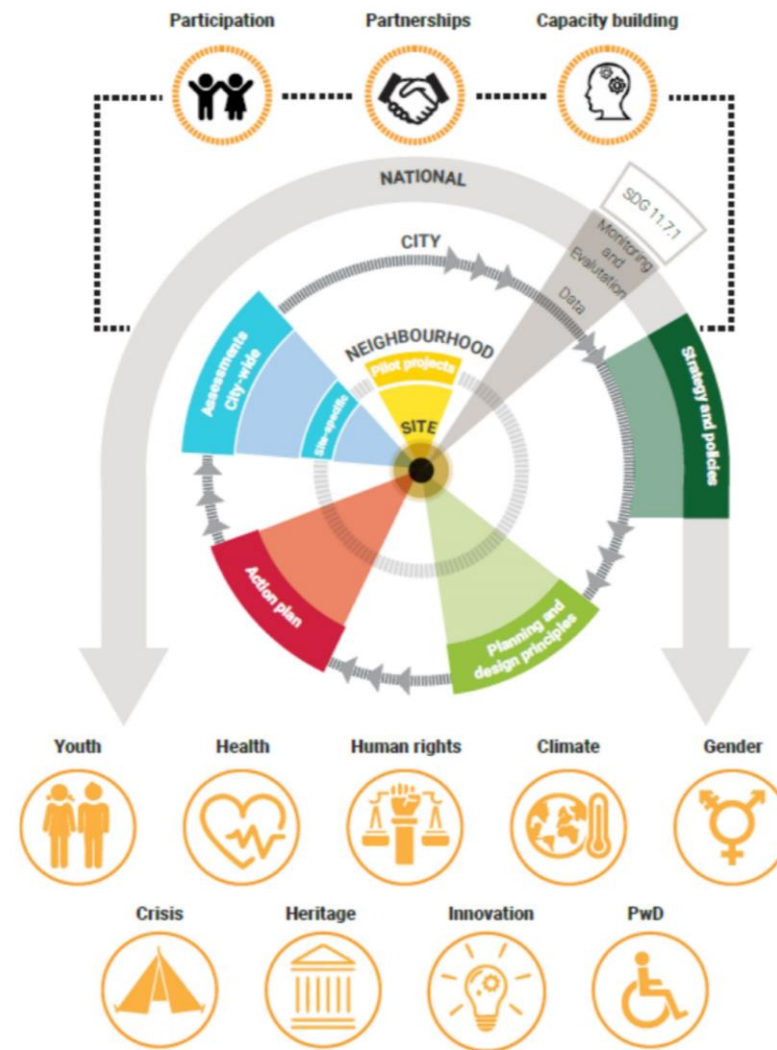 Participation
Partnerships
Capacity building
NATIONAL
SDG 11.7.1
Monitoring
and
Evalutation
Data
CITY
NEIGHBOURHOOD
Pilot projects
SITE
Assessments
City-wide
Site-specific
Strategy and policies
Action plan
Planning and
design principles
Youth
Health
Human rights
Climate
Gender
Crisis
Heritage
Innovation
PwD